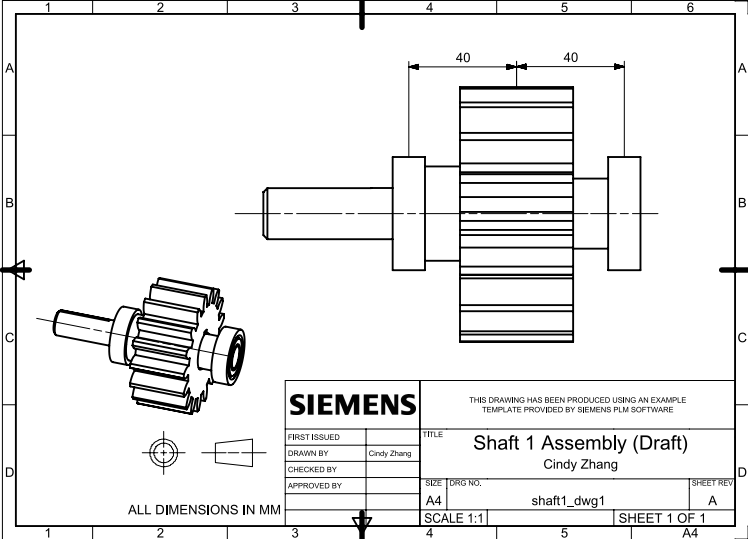 1 2 3 4 5 6
A A
40 40
B B
C C
SIEMENS
THIS DRAWING HAS BEEN PRODUCED USING AN EXAMPLE
TEMPLATE PROVIDED BY SIEMENS PLM SOFTWARE
FIRST ISSUED
DRAWN BY Cindy Zhang
CHECKED BY
APPROVED BY
TITLE
Shaft 1 Assembly (Draft)
Cindy Zhang
D D
SIZE DRG NO. SHEET REV
A4 shaft1_dwg1 A
ALL DIMENSIONS IN MM
SCALE 1:1 SHEET 1 OF 1
1 2 3 4 5 A4